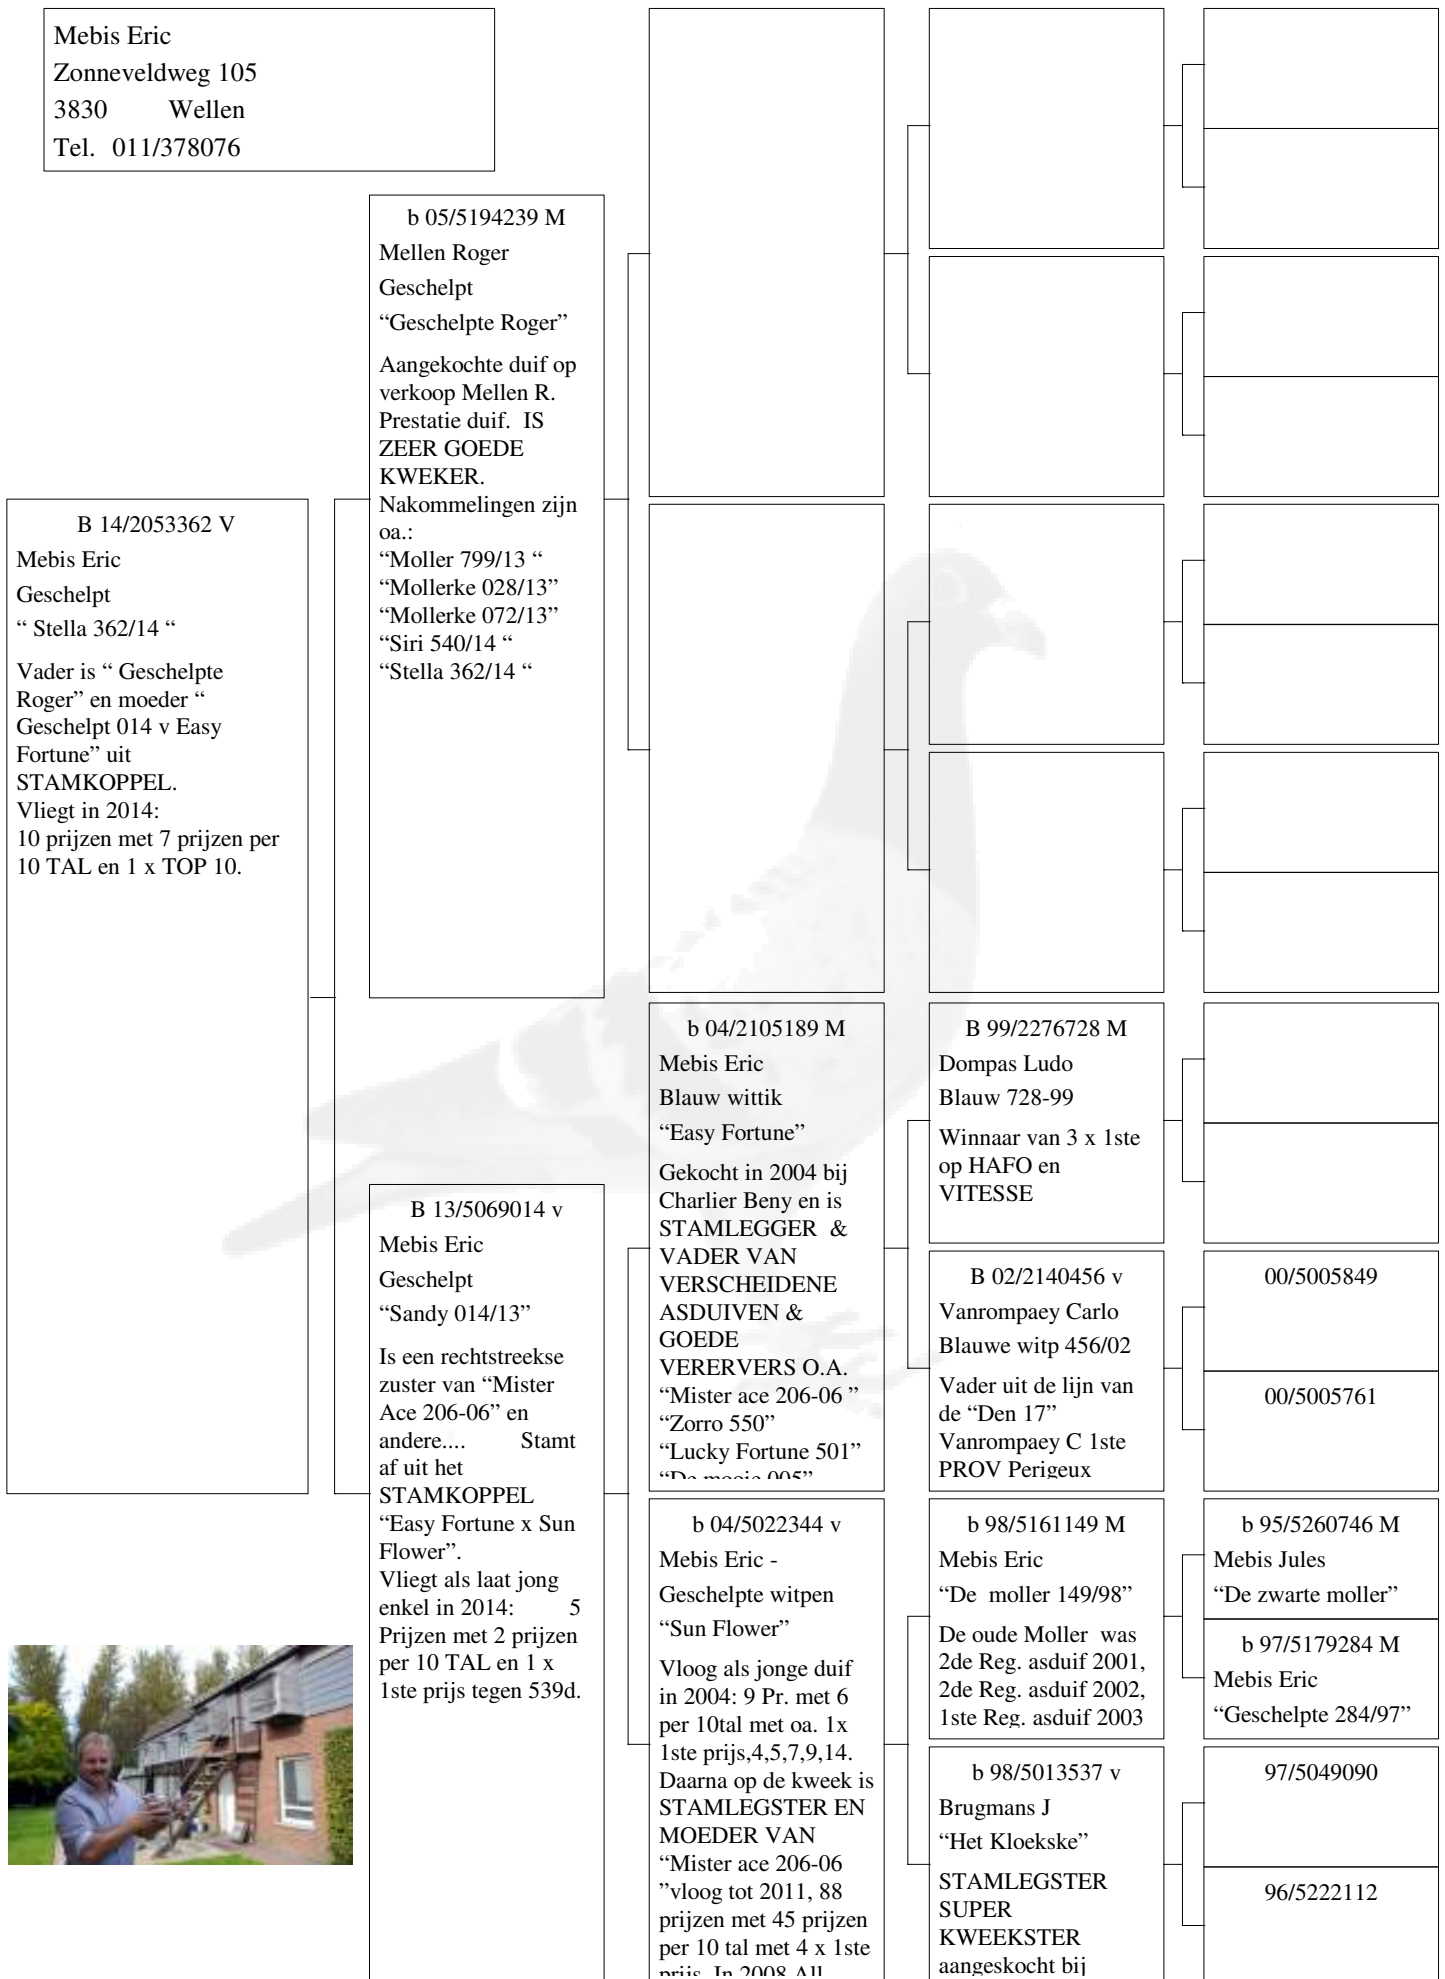 Mebis Eric
Zonneveldweg 105
3830 Wellen
Tel. 011/378076
B 14/2053362 V
Mebis Eric
Geschelpt
“ Stella 362/14 “
Vader is “ Geschelpte
Roger” en moeder “
Geschelpt 014 v Easy
Fortune” uit
STAMKOPPEL.
Vliegt in 2014:
10 prijzen met 7 prijzen per
10 TAL en 1 x TOP 10.
b 05/5194239 M
Mellen Roger
Geschelpt
“Geschelpte Roger”
Aangekochte duif op
verkoop Mellen R.
Prestatie duif. IS
ZEER GOEDE
KWEKER.
Nakommelingen zijn
oa.:
“Moller 799/13 “
“Mollerke 028/13”
“Mollerke 072/13”
“Siri 540/14 “
“Stella 362/14 “
B 13/5069014 v
Mebis Eric
Geschelpt
“Sandy 014/13”
Is een rechtstreekse
zuster van “Mister
Ace 206-06” en
andere.... Stamt
af uit het
STAMKOPPEL
“Easy Fortune x Sun
Flower”.
Vliegt als laat jong
enkel in 2014: 5
Prijzen met 2 prijzen
per 10 TAL en 1 x
1ste prijs tegen 539d.
b 04/2105189 M
Mebis Eric
Blauw wittik
“Easy Fortune”
Gekocht in 2004 bij
Charlier Beny en is
STAMLEGGER &
VADER VAN
VERSCHEIDENE
ASDUIVEN &
GOEDE
VERERVERS O.A.
“Mister ace 206-06 ”
“Zorro 550”
“Lucky Fortune 501”
“De mooie 005”
b 04/5022344 v
Mebis Eric -
Geschelpte witpen
“Sun Flower”
Vloog als jonge duif
in 2004: 9 Pr. met 6
per 10tal met oa. 1x
1ste prijs,4,5,7,9,14.
Daarna op de kweek is
STAMLEGSTER EN
MOEDER VAN
“Mister ace 206-06
”vloog tot 2011, 88
prijzen met 45 prijzen
per 10 tal met 4 x 1ste
prijs. In 2008 All
B 99/2276728 M
Dompas Ludo
Blauw 728-99
Winnaar van 3 x 1ste
op HAFO en
VITESSE
B 02/2140456 v
Vanrompaey Carlo
Blauwe witp 456/02
Vader uit de lijn van
de “Den 17”
Vanrompaey C 1ste
PROV Perigeux
b 98/5161149 M
Mebis Eric
“De moller 149/98”
De oude Moller was
2de Reg. asduif 2001,
2de Reg. asduif 2002,
1ste Reg. asduif 2003
b 98/5013537 v
Brugmans J
“Het Kloekske”
STAMLEGSTER
SUPER
KWEEKSTER
aangeskocht bij
00/5005849
00/5005761
b 95/5260746 M
Mebis Jules
“De zwarte moller”
b 97/5179284 M
Mebis Eric
“Geschelpte 284/97”
97/5049090
96/5222112